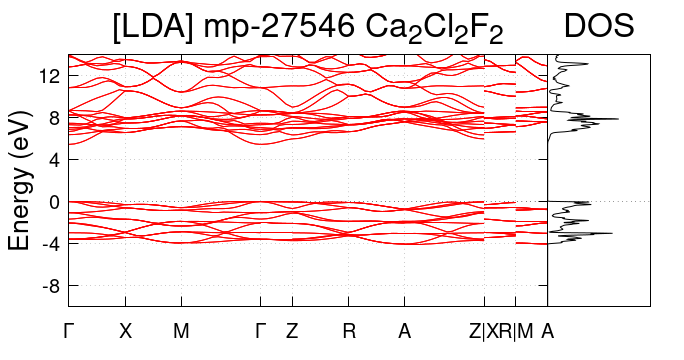 [LDA] mp-27546 Ca₂Cl₂F₂ DOS
Energy (eV)
12
8
4
0
-4
-8
Γ X M Γ Z R A Z|XR|M A